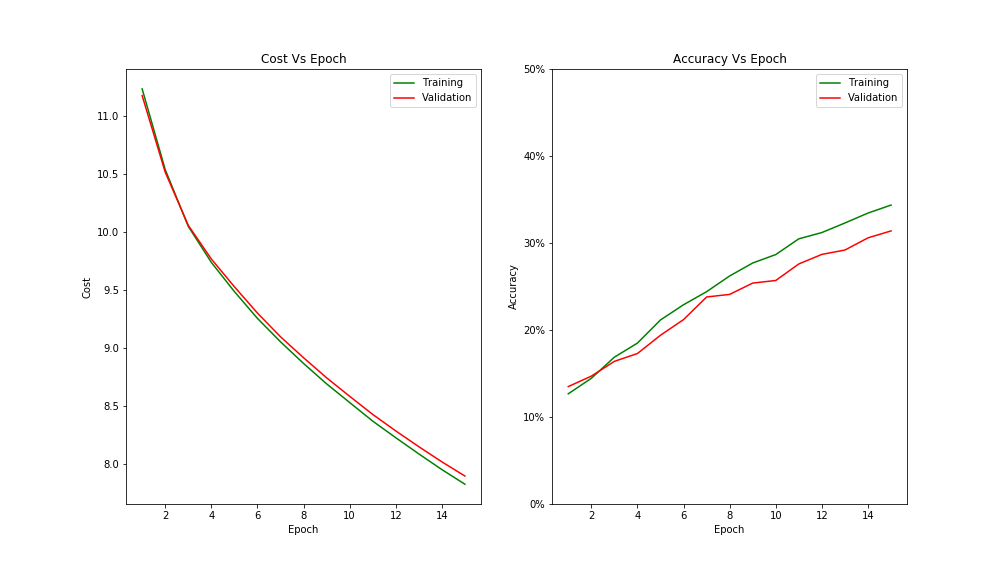 Cost Vs Epoch
Training
Validation
11.0
10.5
10.0
9.5
9.0
8.5
8.0
Cost
2 4 6 8 10 12 14
Epoch
Accuracy Vs Epoch
Training
Validation
50%
40%
30%
20%
10%
0%
Accuracy
2 4 6 8 10 12 14
Epoch